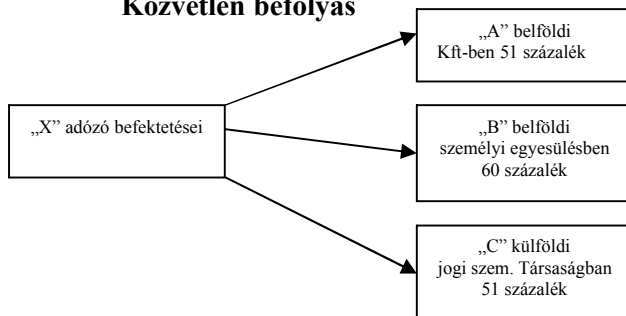 Közvetlen befolyás
„A” belföldi
Kft-ben 51 százalék
„X” adózó befektetései
„B” belföldi
személyi egyesülésben
60 százalék
„C” külföldi
jogi szem. Társaságban
51 százalék